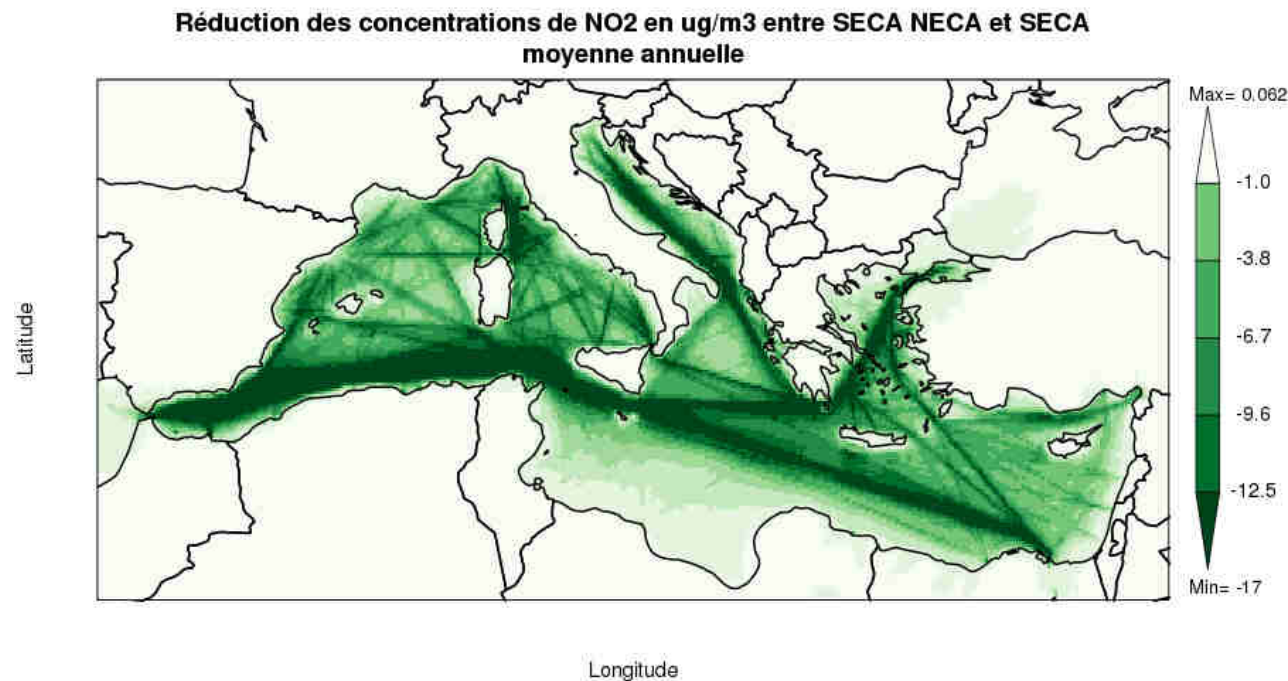 Réduction des concentrations de NO2 en ug/m3 entre SECA NECA et SECA
moyenne annuelle
Max= 0.062
-1.0
-3.8
-6.7
-9.6
-12.5
Min= -17
Latitude
Longitude